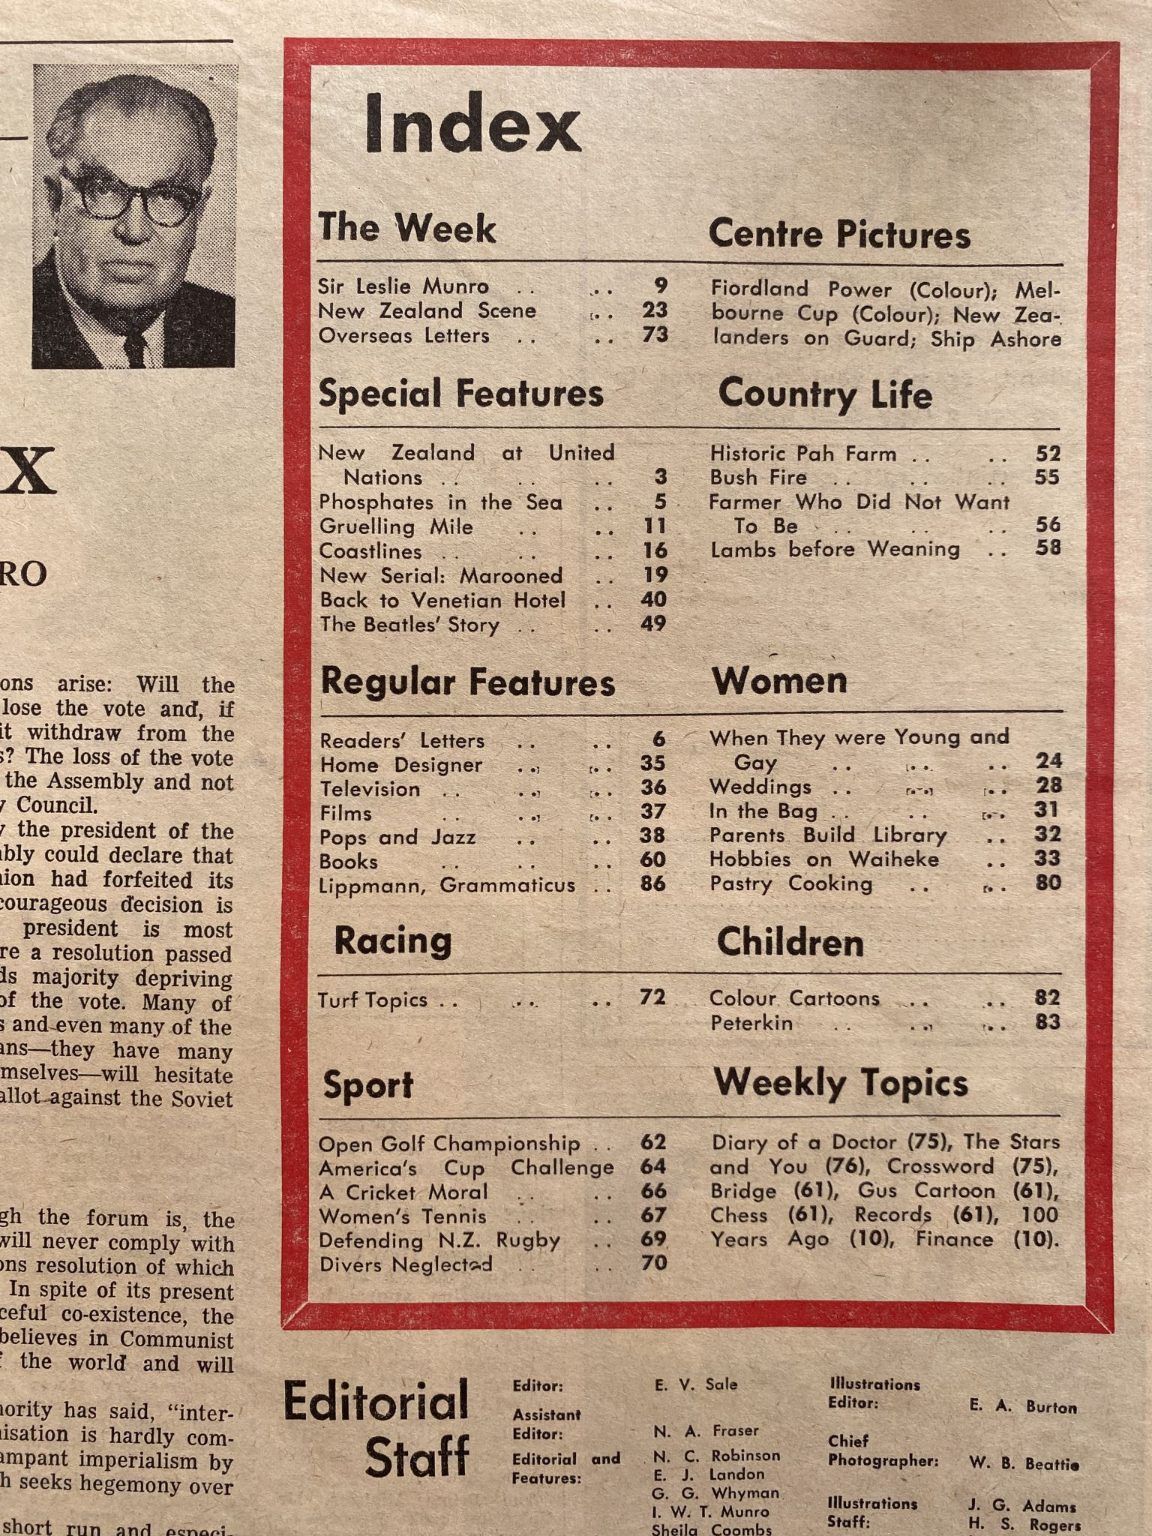 x
RO
ons arise: Will the
lose the vote and, if
it withdraw from the
s? The loss of the vote
the Assembly and not
y Council.
y the president of the
ably could declare that
nion had forfeited its
courageous decision is
president is most
re a resolution passed
ds majority depriving
of the vote. Many of
s and even many of the
ans—they have many
mselves—will hesitate
allot against the Soviet
gh the forum is, the
will never comply with
ons resolution of which
In spite of its present
ceful co-existence, the
believes in Communist
f the world and will
hority has said, “inter-
nisation is hardly com-
ampant imperialism by
h seeks hegemony over
short run and especi-
Index
The Week
Sir Leslie Munro . . . . 9
New Zealand Scene . . 23
Overseas Letters . . . . 73
Centre Pictures
Fiordland Power (Colour); Mel-
bourne Cup (Colour); New Zea-
landers on Guard; Ship Ashore
Special Features
New Zealand at United
Nations . . . . . . 3
Phosphates in the Sea . . 5
Gruelling Mile . . . . 11
Coastlines . . . . . . 16
New Serial: Marooned . . 19
Back to Venetian Hotel . . 40
The Beatles' Story . . . . 49
Country Life
Historic Pah Farm . . . . 52
Bush Fire . . . . . . 55
Farmer Who Did Not Want
To Be . . . . . . 56
Lambs before Weaning . . 58
Regular Features
Readers' Letters . . . . 6
Home Designer . . . . 35
Television . . . . . . 36
Films . . . . . . 37
Pops and Jazz . . . . 38
Books . . . . . . 60
Lippmann, Grammaticus . . 86
Women
When They were Young and
Gay . . . . . . 24
Weddings . . . . . . 28
In the Bag . . . . . . 31
Parents Build Library . . 32
Hobbies on Waiheke . . 33
Pastry Cooking . . . . 80
Racing
Turf Topics . . . . . . 72
Children
Colour Cartoons . . . . 82
Peterkin . . . . . . 83
Sport
Open Golf Championship . . 62
America's Cup Challenge 64
A Cricket Moral . . . . 66
Women's Tennis . . . . 67
Defending N.Z. Rugby . . 69
Divers Neglected . . . . 70
Weekly Topics
Diary of a Doctor (75), The Stars
and You (76), Crossword (75),
Bridge (61), Gus Cartoon (61),
Chess (61), Records (61), 100
Years Ago (10), Finance (10).
Editorial
Staff
Editor: E. V. Sale
Assistant
Editor: N. A. Fraser
Editorial and N. C. Robinson
Features: E. J. Landon
G. G. Whyman
I. W. T. Munro
Sheila Coombs
Illustrations
Editor: E. A. Burton
Chief
Photographer: W. B. Beattie
Illustrations J. G. Adams
Staff: H. S. Rogers